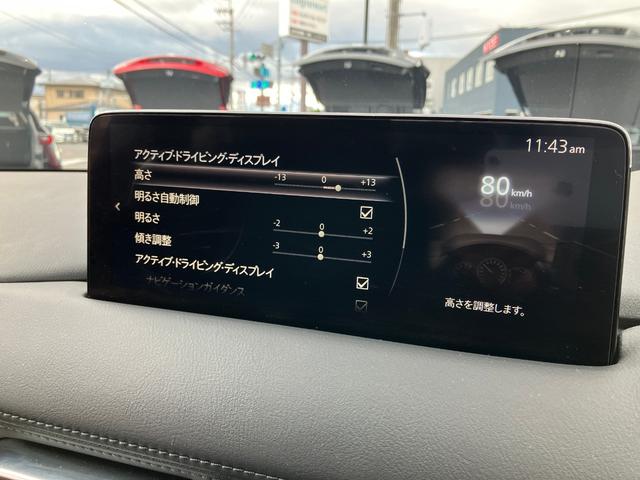 11:43 am
アクティブ・ドライビング・ディスプレイ
高さ
-13 0 +13
明るさ自動制御
明るさ
-2 0 +2
傾き調整
-3 0 +3
アクティブ・ドライビング・ディスプレイ
ナビゲーションガイダンス
80 km/h
高さを調整します。